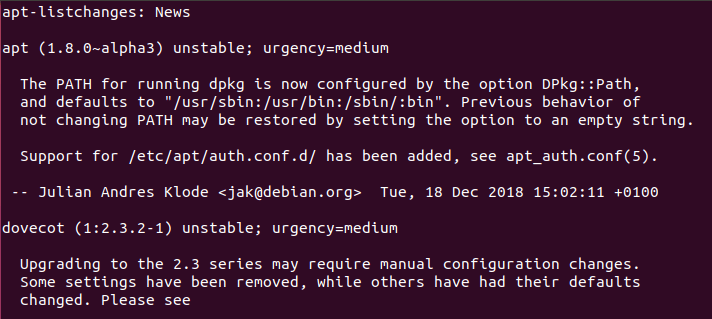 apt-listchanges: News
apt (1.8.0~alpha3) unstable; urgency=medium
The PATH for running dpkg is now configured by the option DPkg::Path,
and defaults to "/usr/sbin:/usr/bin:/sbin/:bin". Previous behavior of
not changing PATH may be restored by setting the option to an empty string.
Support for /etc/apt/auth.conf.d/ has been added, see apt_auth.conf(5).
-- Julian Andres Klode <jak@debian.org>  Tue, 18 Dec 2018 15:02:11 +0100
dovecot (1:2.3.2-1) unstable; urgency=medium
Upgrading to the 2.3 series may require manual configuration changes.
Some settings have been removed, while others have had their defaults
changed. Please see